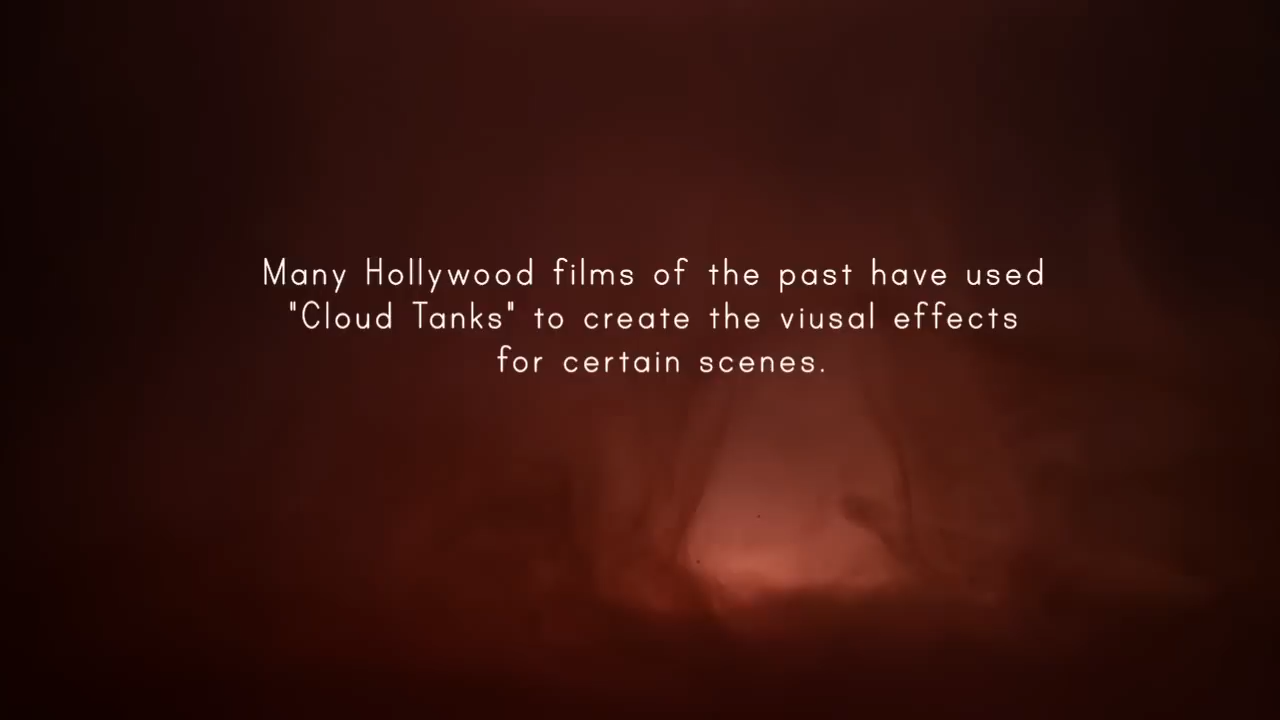 Many Hollywood films of the past have used
"Cloud Tanks" to create the viusal effects
for certain scenes.